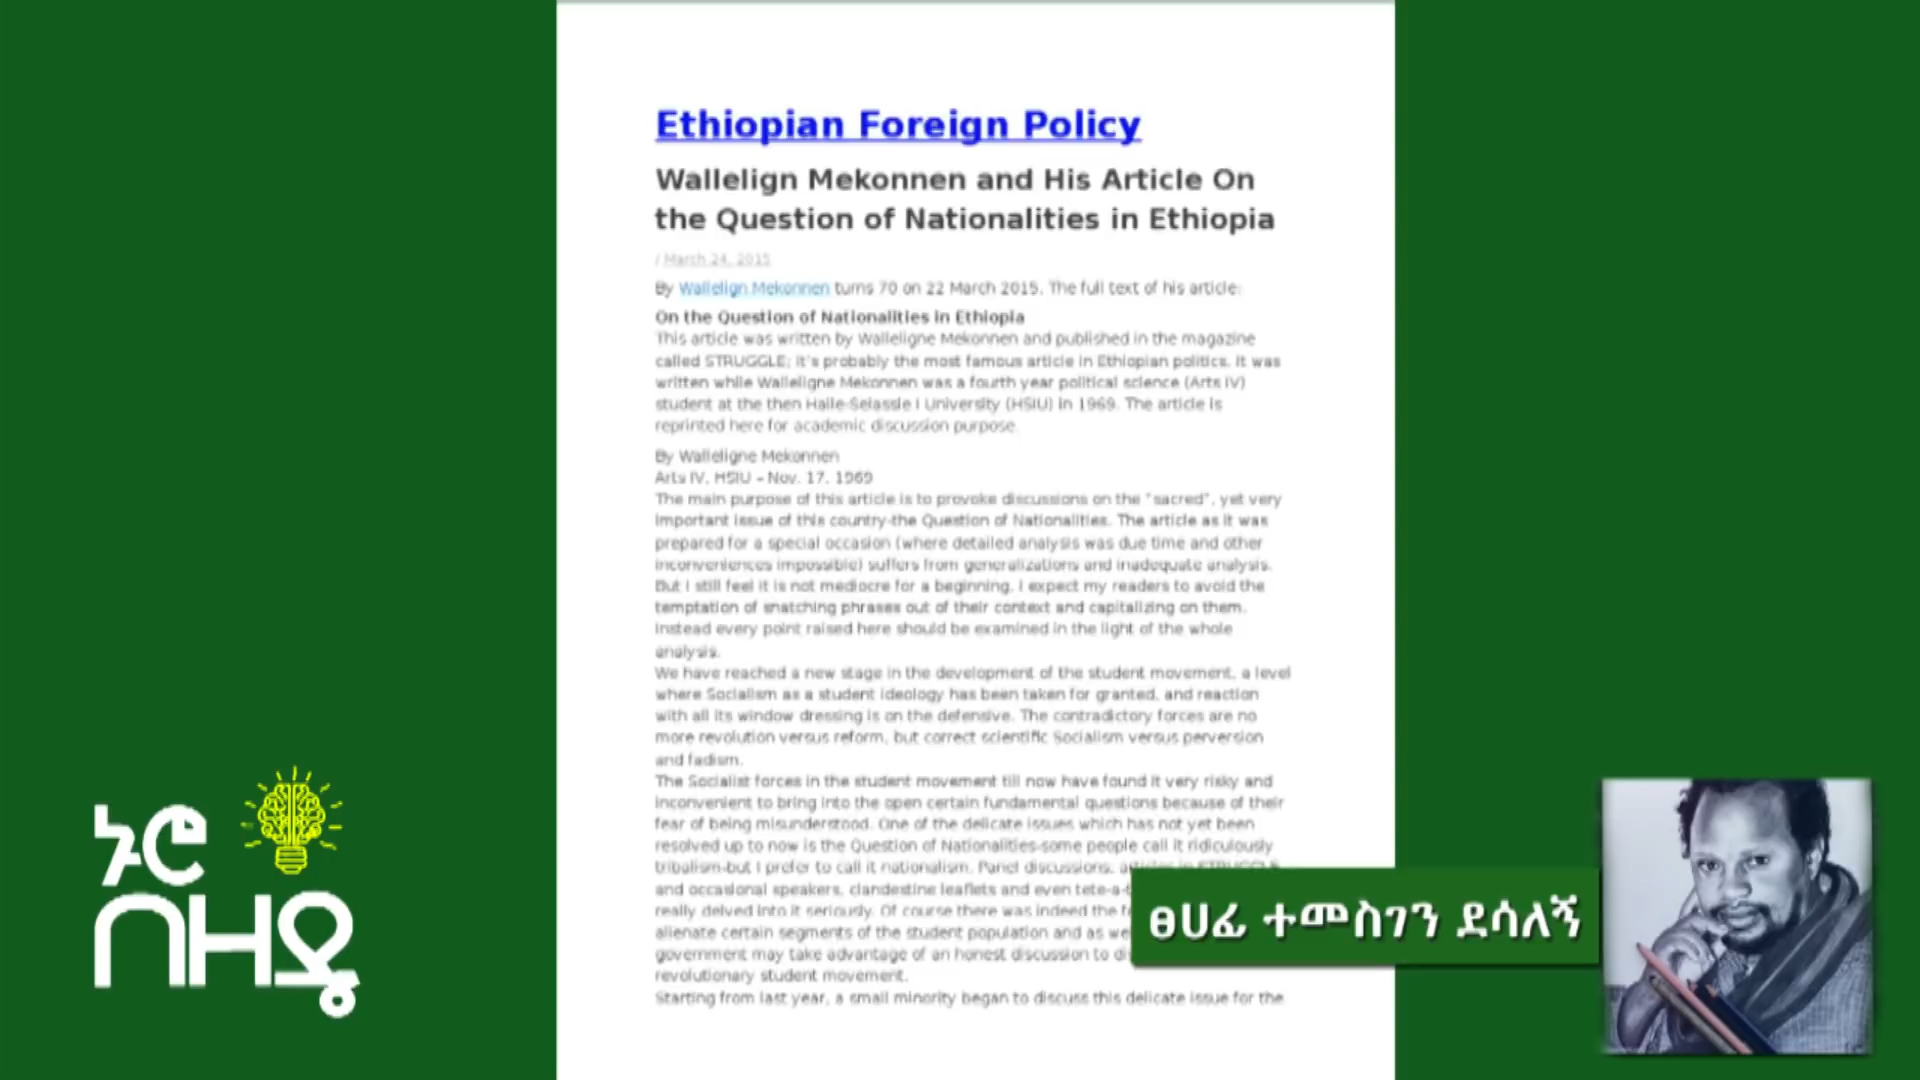 Ethiopian Foreign Policy
Wallelign Mekonnen and His Article On
the Question of Nationalities in Ethiopia
/ March 24, 2015
By Wallelign Mekonnen turns 70 on 22 March 2015. The full text of his article:
On the Question of Nationalities in Ethiopia
This article was written by Walleligne Mekonnen and published in the magazine
called STRUGGLE; it's probably the most famous article in Ethiopian politics. It was
written while Walleligne Mekonnen was a fourth year political science (Arts IV)
student at the then Haile-Selassie I University (HSIU) in 1969. The article is
reprinted here for academic discussion purpose.
By Walleligne Mekonnen
Arts IV, HSIU – Nov. 17, 1969
The main purpose of this article is to provoke discussions on the "sacred", yet very
important issue of this country-the Question of Nationalities. The article as it was
prepared for a special occasion (where detailed analysis was due time and other
inconveniences impossible) suffers from generalizations and inadequate analysis.
But I still feel it is not mediocre for a beginning. I expect my readers to avoid the
temptation of snatching phrases out of their context and capitalizing on them.
Instead every point raised here should be examined in the light of the whole
analysis.
We have reached a new stage in the development of the student movement, a level
where Socialism as a student ideology has been taken for granted, and reaction
with all its window dressing is on the defensive. The contradictory forces are no
more revolution versus reform, but correct scientific Socialism versus perversion
and fadism.
The Socialist forces in the student movement till now have found it very risky and
inconvenient to bring into the open certain fundamental questions because of their
fear of being misunderstood. One of the delicate issues which has not yet been
resolved up to now is the Question of Nationalities-some people call it ridiculously
tribalism-but I prefer to call it nationalism. Panel discussions, articles in STRUGGLE
and occasional speakers, clandestine leaflets and even tete-a-t
really delved into it seriously. Of course there was indeed the f
alienate certain segments of the student population and as we
government may take advantage of an honest discussion to di
revolutionary student movement.
Starting from last year, a small minority began to discuss this delicate issue for the
ኑሮ
በዘዴ
ፀሀፊ ተመስገን ደሳለኝ